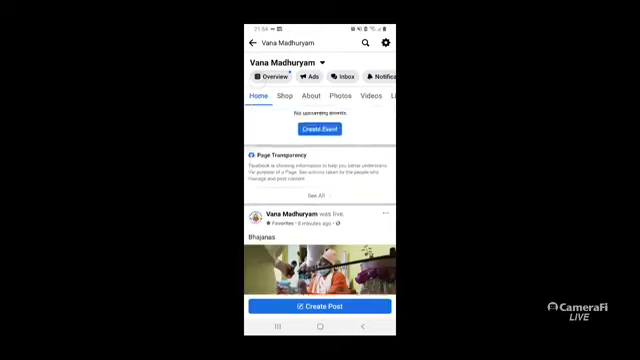 21:54
Vana Madhuryam
Vana Madhuryam
Overview Ads Inbox Notifica
Home Shop About Photos Videos Li
No upcoming events.
Create Event
Page Transparency
Facebook is showing information to help you better understand
the purpose of a Page. See actions taken by the people who
manage and post content.
See All
Vana Madhuryam was live.
Favorites · 8 minutes ago ·
Bhajanas
Create Post
CameraFi
LIVE